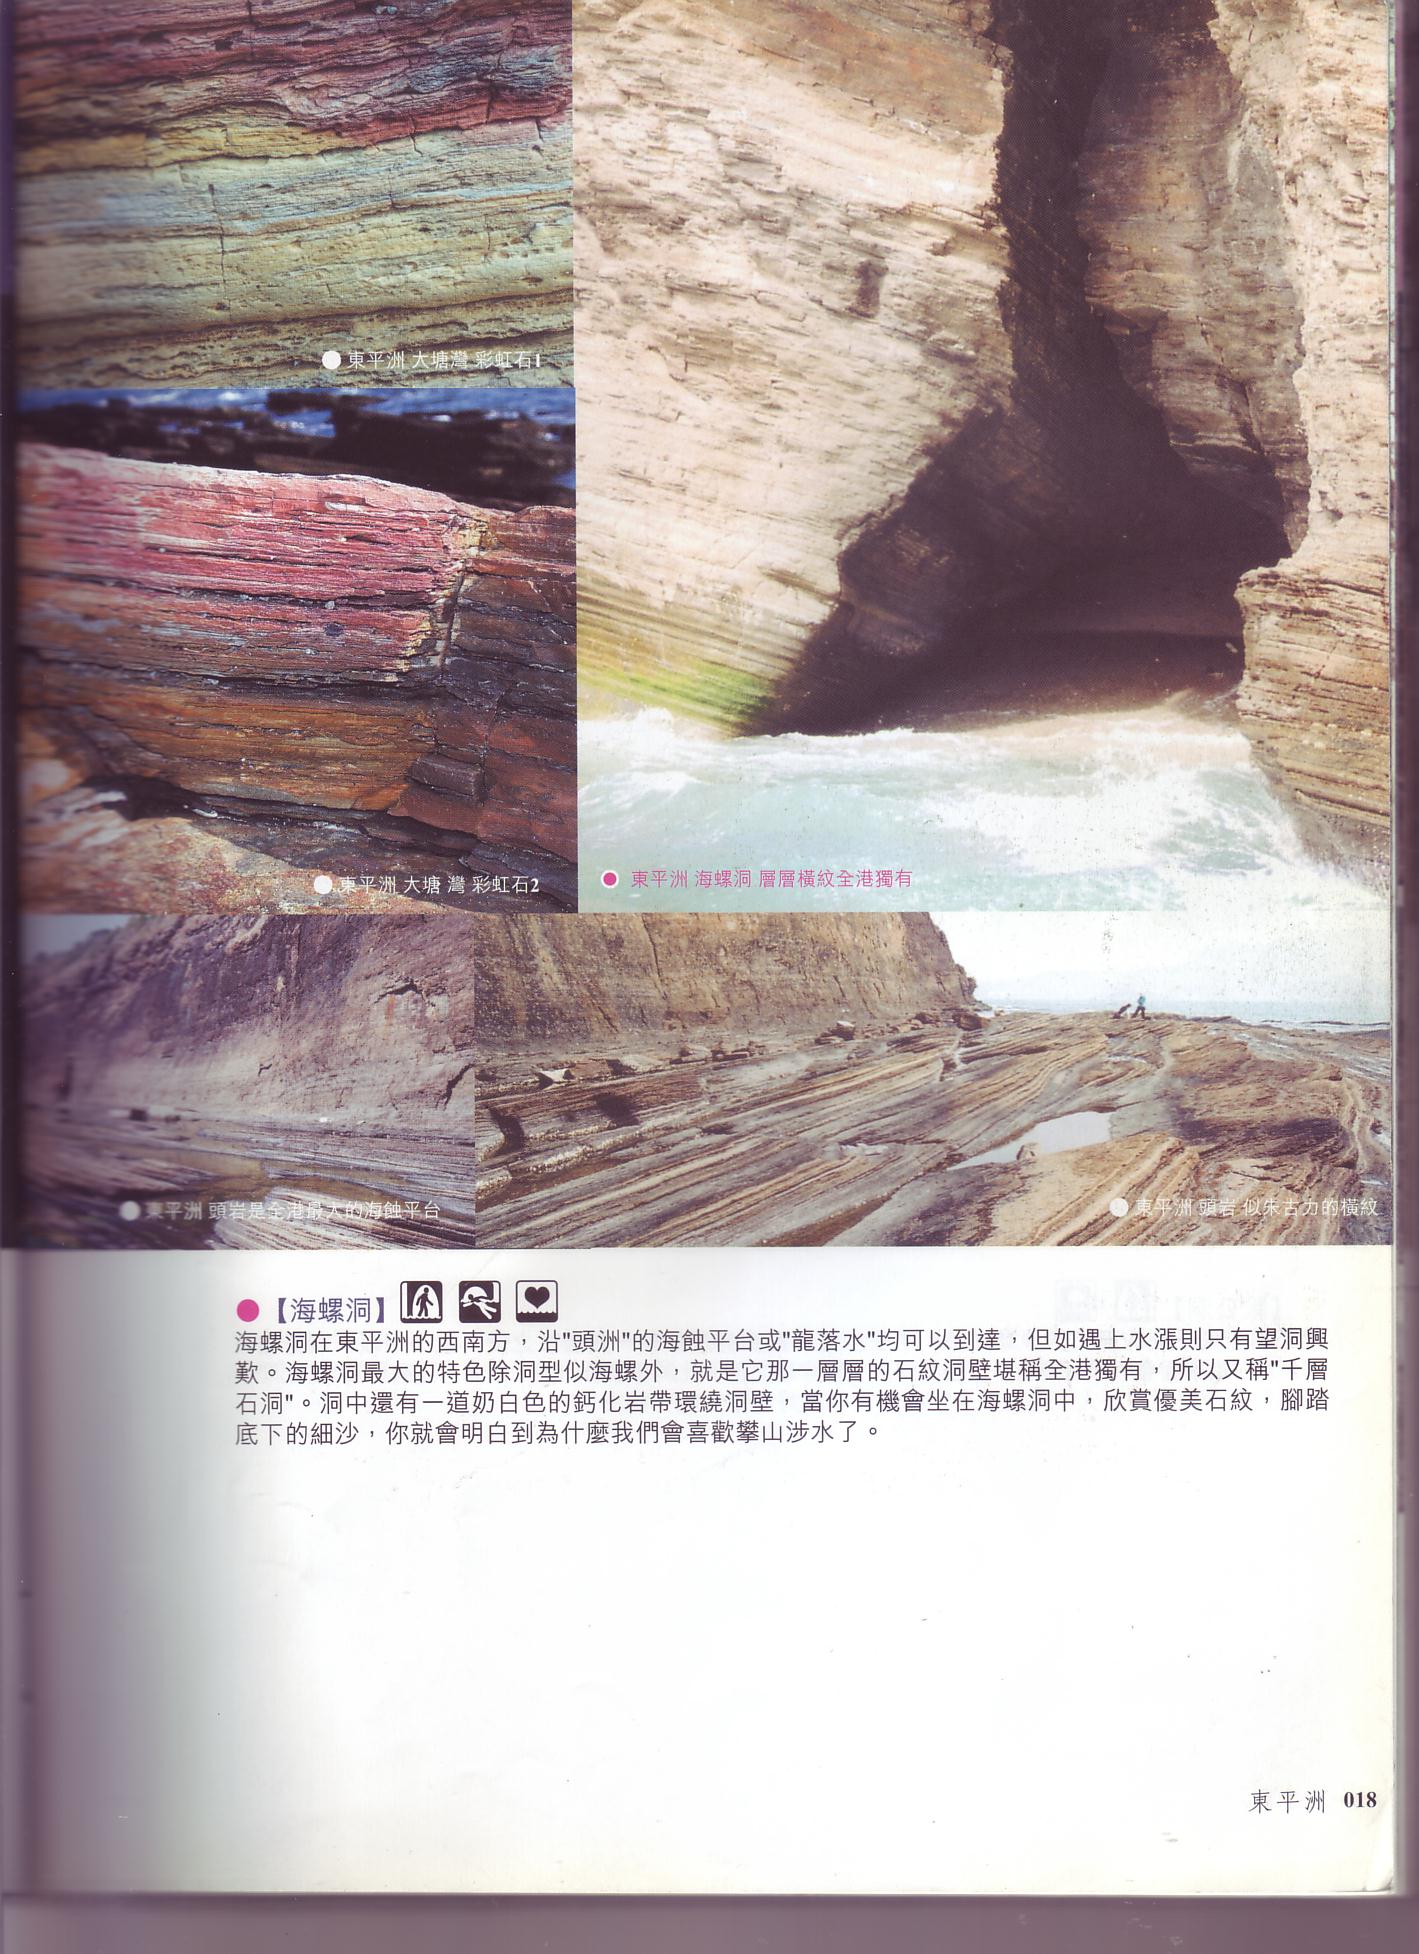 東平洲 大塘灣 彩虹石1
東平洲 大塘 灣 彩虹石2
東平洲 海螺洞 層層橫紋全港獨有
東平洲 頭岩是全港最大的海蝕平台
東平洲 頭岩 似朱古力的橫紋
【海螺洞】
海螺洞在東平洲的西南方，沿"頭洲"的海蝕平台或"龍落水"均可以到達，但如遇上水漲則只有望洞興
歎。海螺洞最大的特色除洞型似海螺外，就是它那一層層的石紋洞壁堪稱全港獨有，所以又稱"千層
石洞"。洞中還有一道奶白色的鈣化岩帶環繞洞壁，當你有機會坐在海螺洞中，欣賞優美石紋，腳踏
底下的細沙，你就會明白到為什麼我們會喜歡攀山涉水了。
東平洲 018